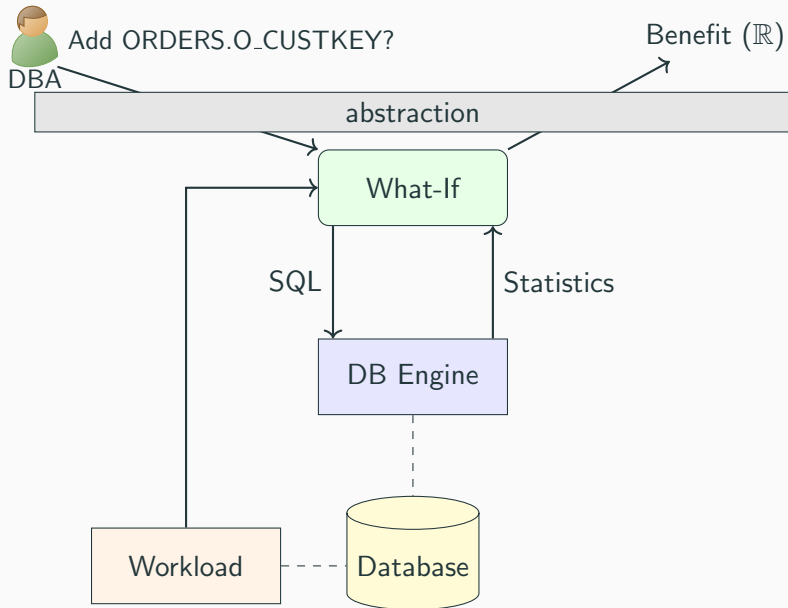 Add ORDERS.O_CUSTKEY?
Benefit (ℝ)
DBA
abstraction
What-If
SQL
Statistics
DB Engine
Workload
Database